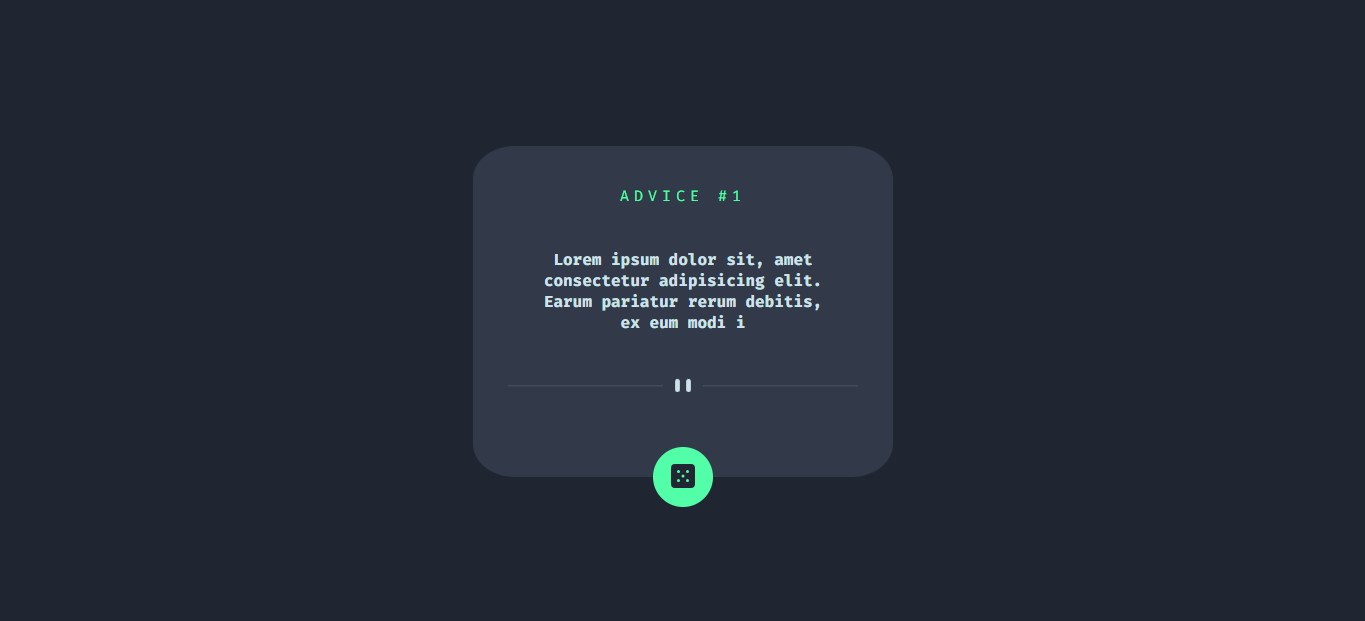 ADVICE #1
Lorem ipsum dolor sit, amet
consectetur adipisicing elit.
Earum pariatur rerum debitis,
ex eum modi i